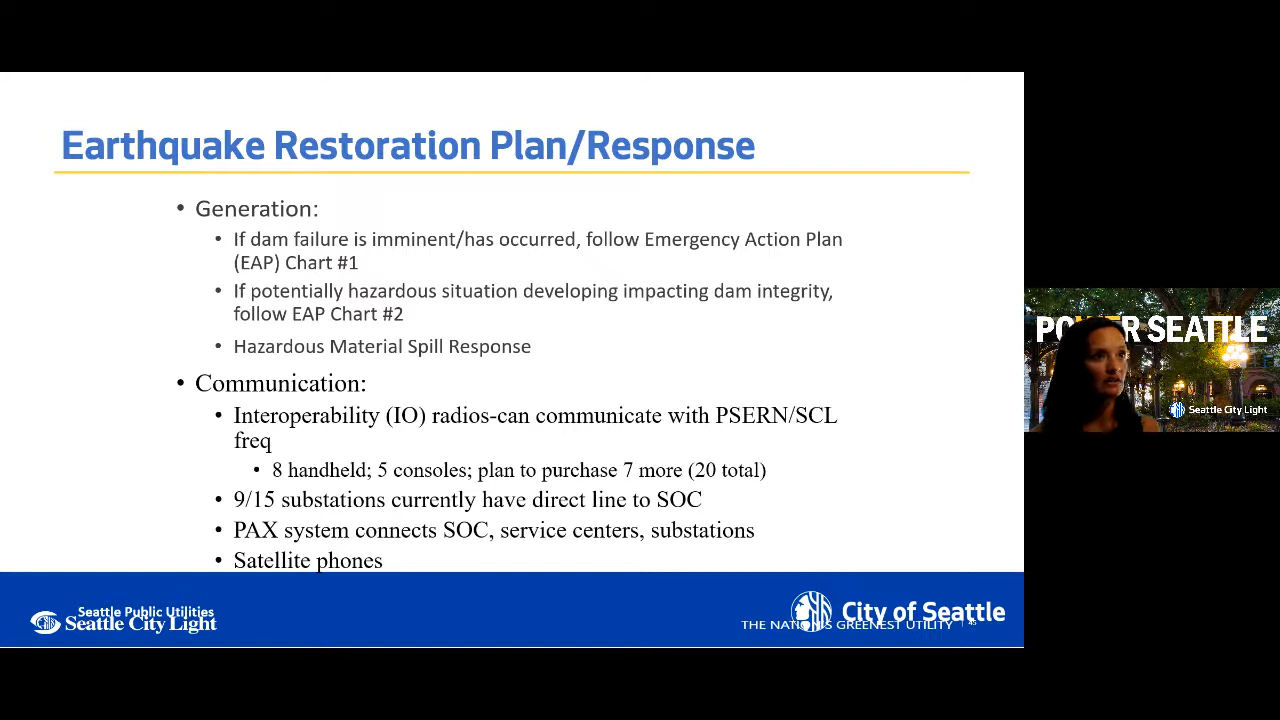 Earthquake Restoration Plan/Response
• Generation:
• If dam failure is imminent/has occurred, follow Emergency Action Plan
(EAP) Chart #1
• If potentially hazardous situation developing impacting dam integrity,
follow EAP Chart #2
• Hazardous Material Spill Response
• Communication:
• Interoperability (IO) radios-can communicate with PSERN/SCL
freq
• 8 handheld; 5 consoles; plan to purchase 7 more (20 total)
• 9/15 substations currently have direct line to SOC
• PAX system connects SOC, service centers, substations
• Satellite phones
Seattle Public Utilities
Seattle City Light
City of Seattle
THE NATION'S GREENEST UTILITY | 45
POWER SEATTLE
Seattle City Light